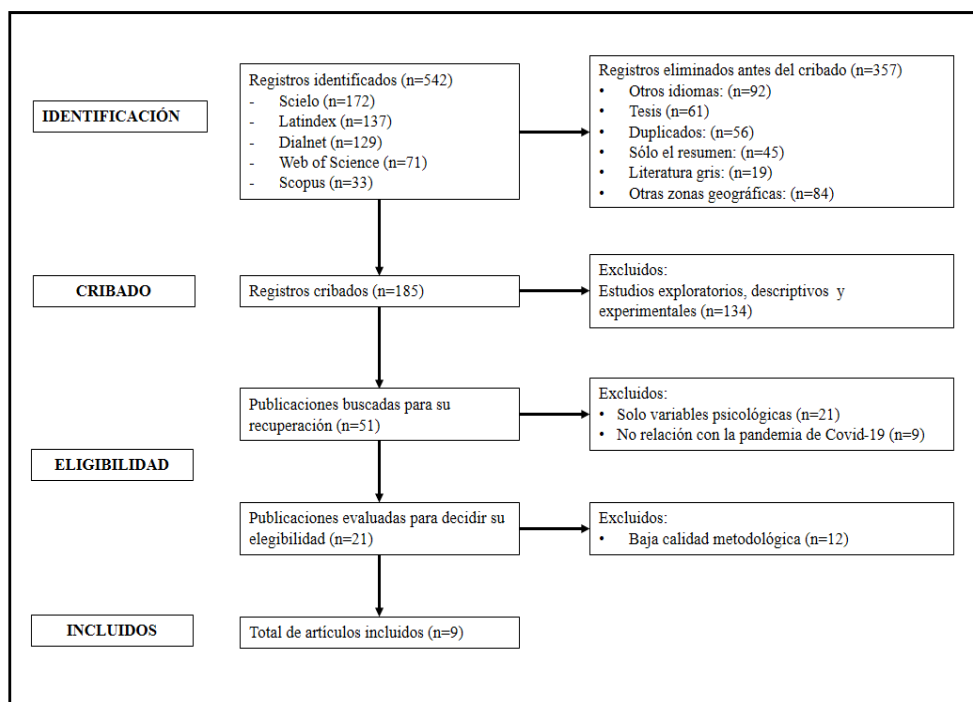 IDENTIFICACIÓN
Registros identificados (n=542)
- Scielo (n=172)
- Latindex (n=137)
- Dialnet (n=129)
- Web of Science (n=71)
- Scopus (n=33)
Registros eliminados antes del cribado (n=357)
• Otros idiomas: (n=92)
• Tesis (n=61)
• Duplicados: (n=56)
• Sólo el resumen: (n=45)
• Literatura gris: (n=19)
• Otras zonas geográficas: (n=84)
CRIBADO
Registros cribados (n=185)
Excluidos:
Estudios exploratorios, descriptivos y
experimentales (n=134)
ELIGIBILIDAD
Publicaciones buscadas para su
recuperación (n=51)
Excluidos:
• Solo variables psicológicas (n=21)
• No relación con la pandemia de Covid-19 (n=9)
Publicaciones evaluadas para decidir su
elegibilidad (n=21)
Excluidos:
• Baja calidad metodológica (n=12)
INCLUIDOS
Total de artículos incluidos (n=9)